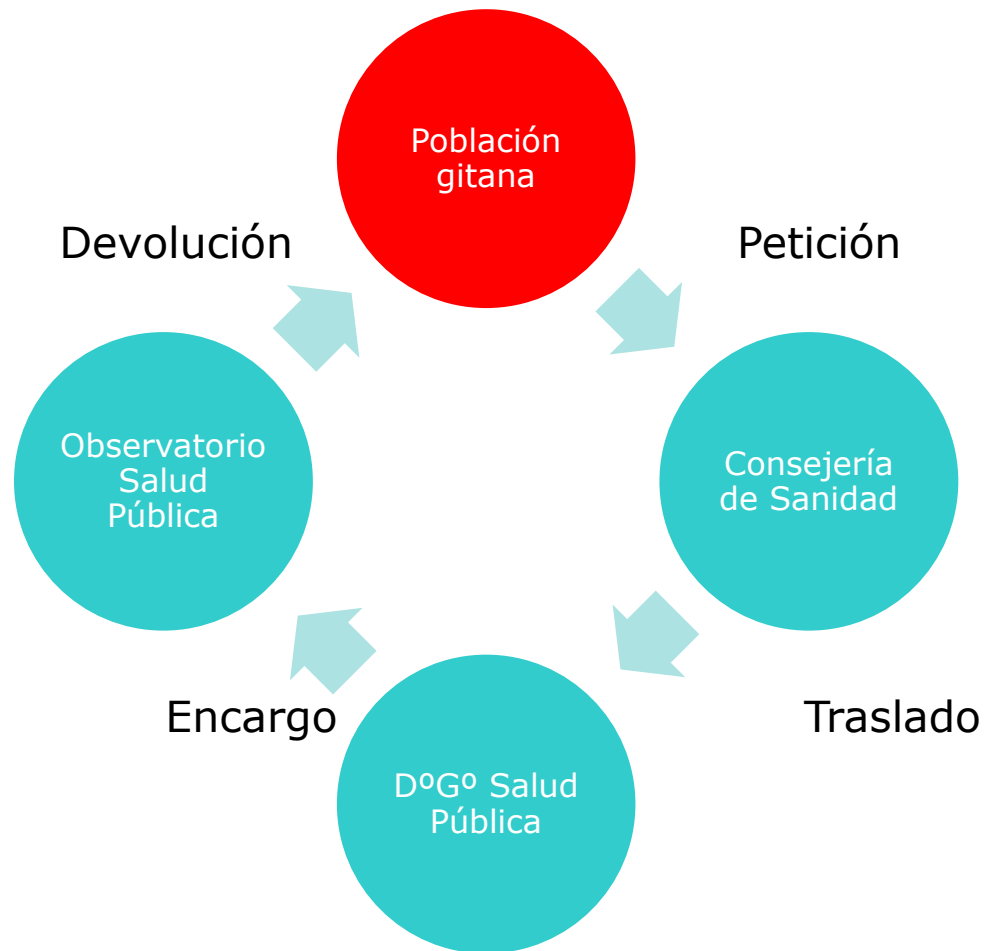 Población
gitana
Devolución
Petición
Observatorio
Salud
Pública
Consejería
de Sanidad
Encargo
Traslado
DºGº Salud
Pública